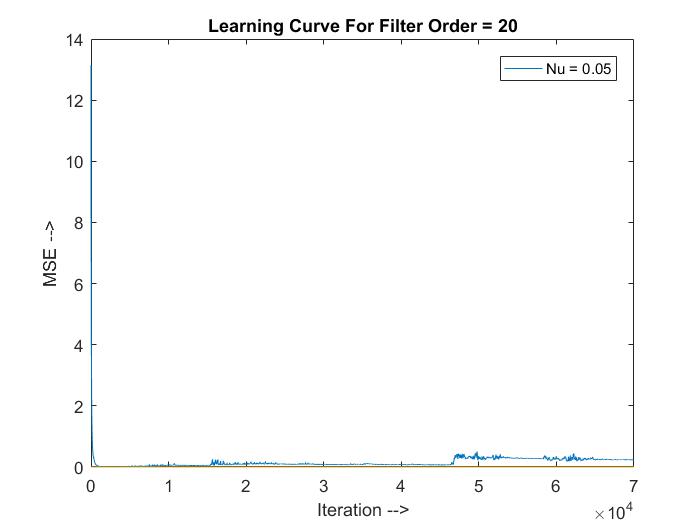 Learning Curve For Filter Order = 20
Nu = 0.05
14
12
10
8
6
4
2
0
MSE -->
0 1 2 3 4 5 6 7
Iteration -->
×10^4